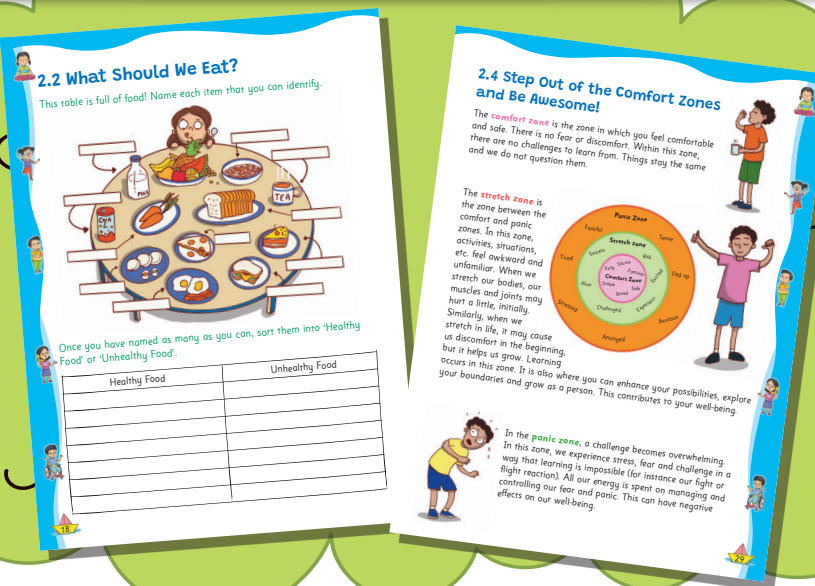 2.2 What Should We Eat?
This table is full of food! Name each item that you can identify.
MILK
TEA
COLA
Once you have named as many as you can, sort them into ‘Healthy
Food’ or ‘Unhealthy Food’.
Healthy Food
Unhealthy Food
18
2.4 Step Out of the Comfort Zones
and Be Awesome!
The comfort zone is the zone in which you feel comfortable
and safe. There is no fear or discomfort. Within this zone,
there are no challenges to learn from. Things stay the same
and we do not question them.
The stretch zone is
the zone between the
comfort and panic
zones. In this zone,
activities, situations,
etc. feel awkward and
unfamiliar. When we
stretch our bodies, our
muscles and joints may
hurt a little, initially.
Similarly, when we
stretch in life, it may cause
us discomfort in the beginning,
but it helps us grow. Learning
occurs in this zone. It is also where you can enhance your possibilities, explore
your boundaries and grow as a person. This contributes to your well-being.
Panic Zone
Fearful
Tense
Tired
Fed up
Stressed
Anxious
Annoyed
Stretch zone
Risk
Alive
Excited
Challenged
Expectant
Secure
Easy
Familiar
Comfort Zone
Stable
Safe
Bored
In the panic zone, a challenge becomes overwhelming.
In this zone, we experience stress, fear and challenge in a
way that learning is impossible (for instance our fight or
flight reaction). All our energy is spent on managing and
controlling our fear and panic. This can have negative
effects on our well-being.
29